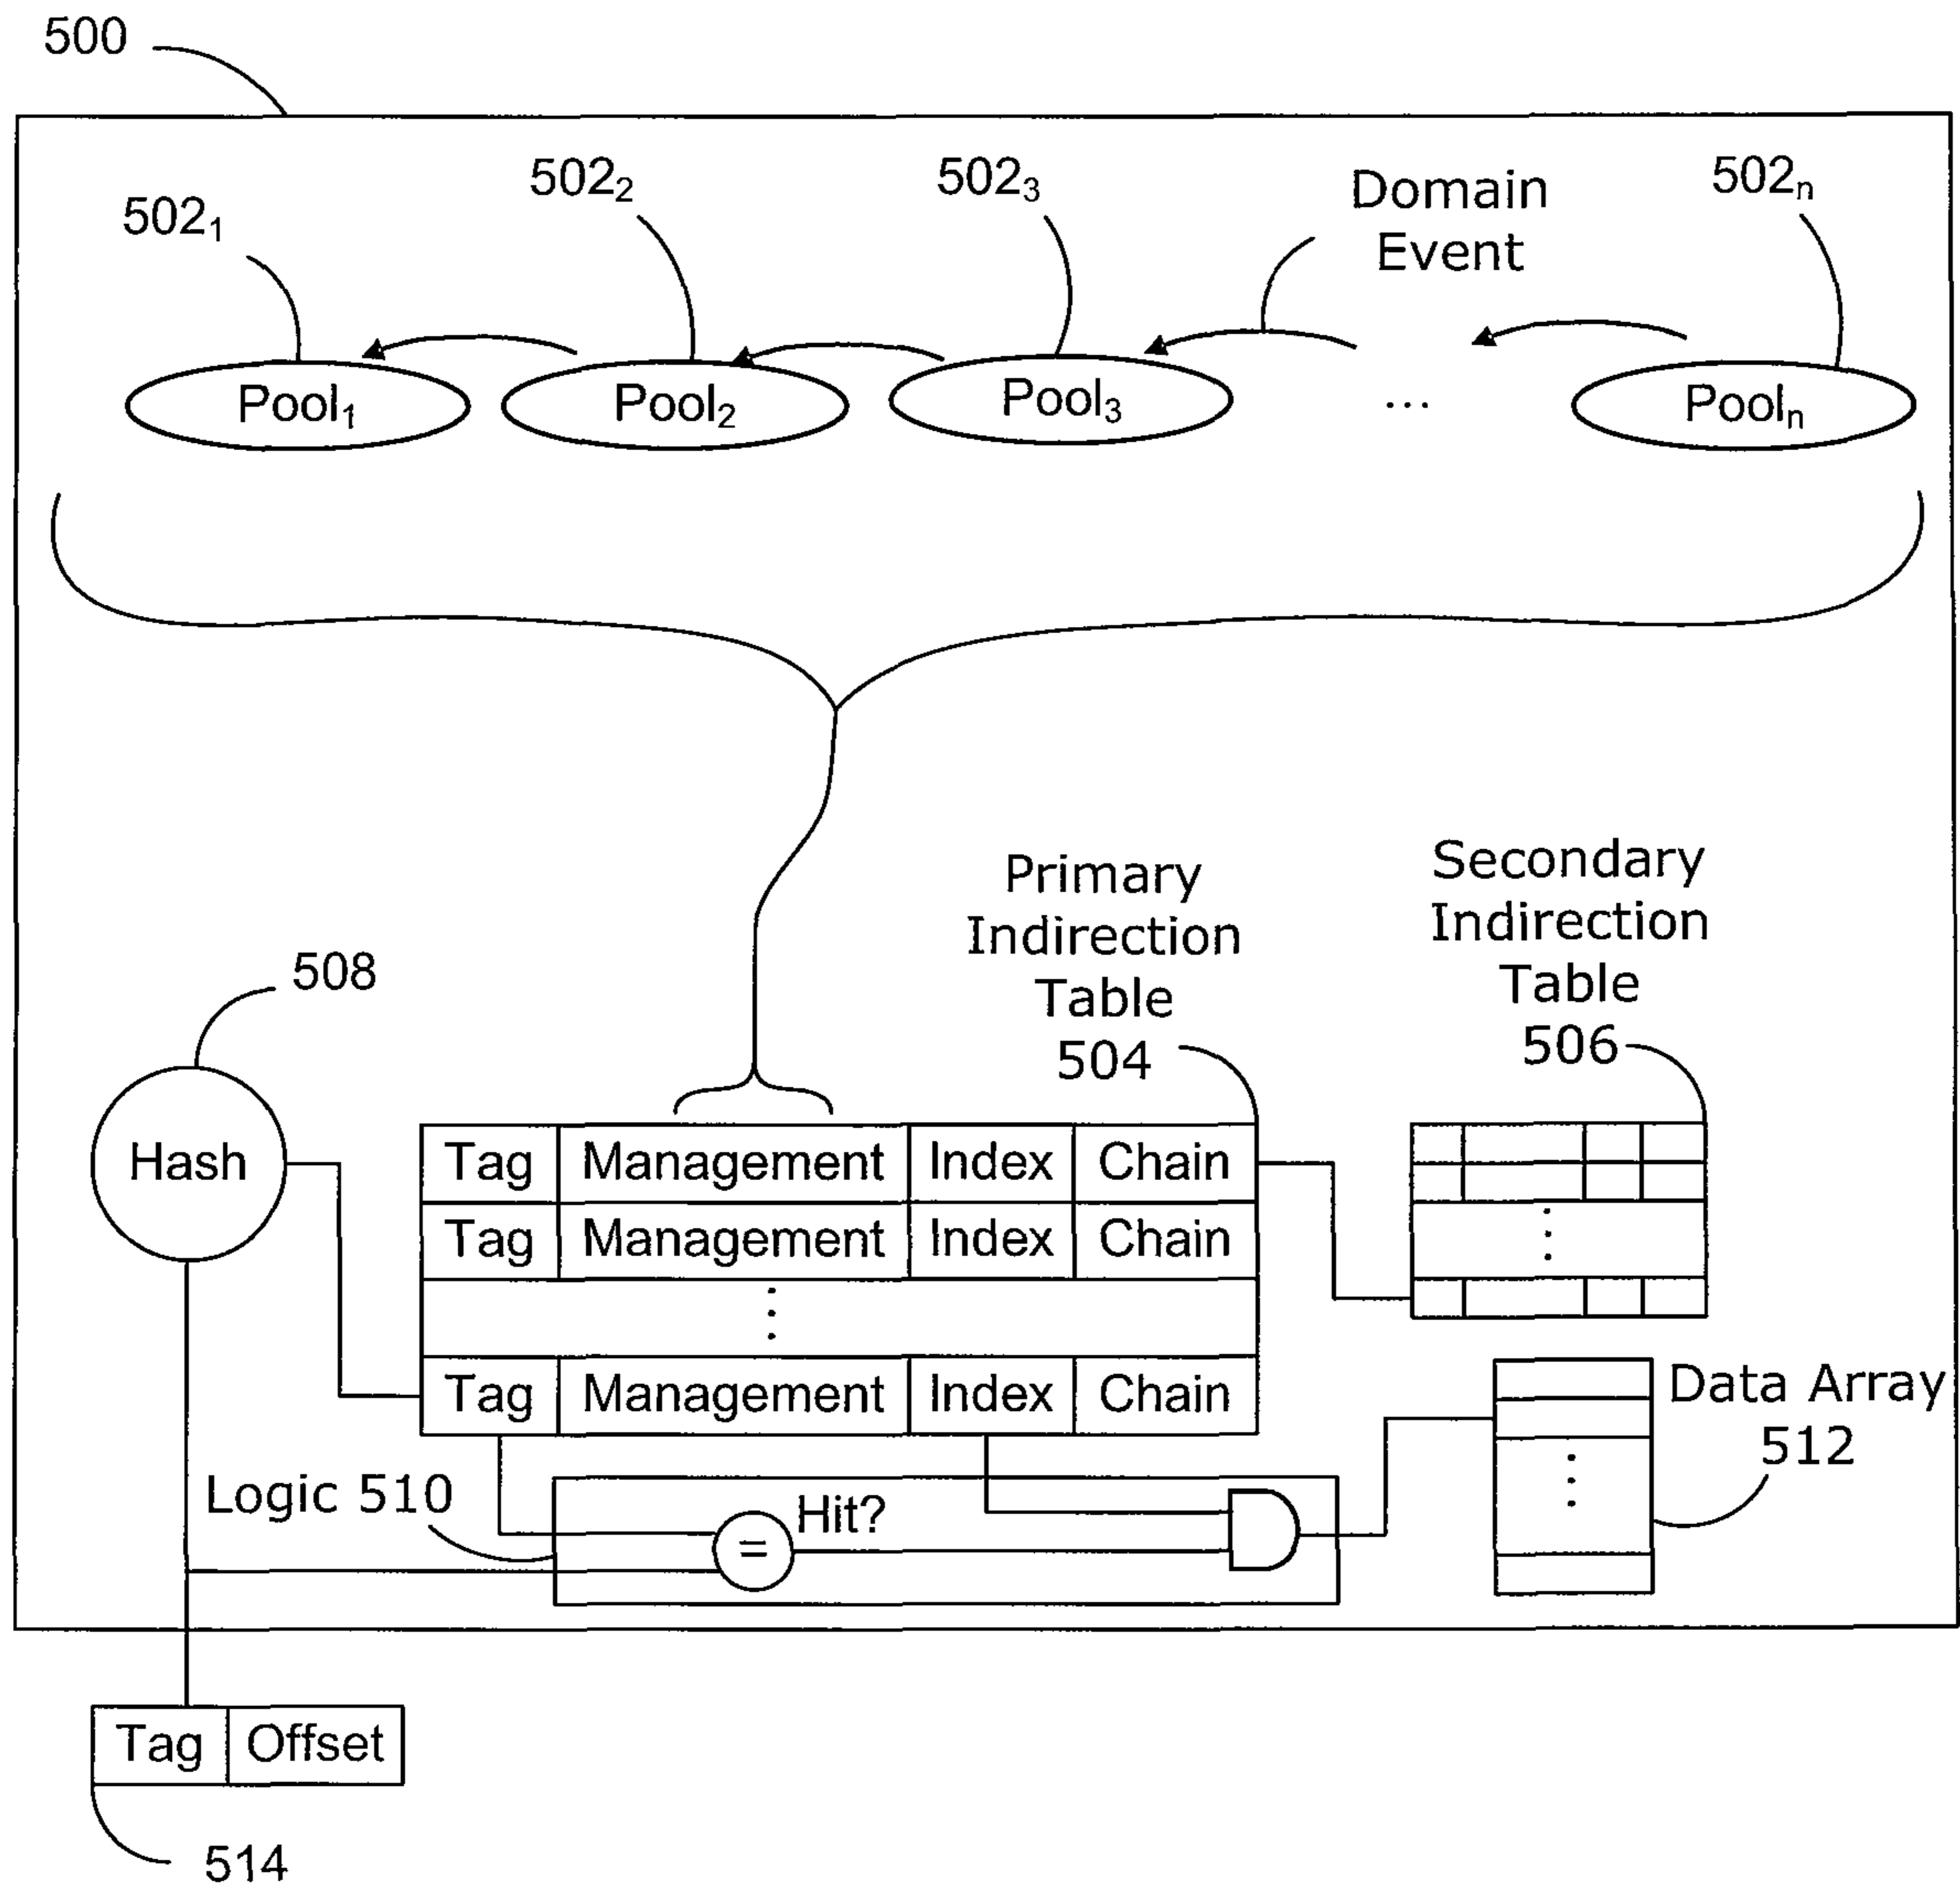 500
502₁
502₂
502₃
Domain
Event
502ₙ
Pool₁
Pool₂
Pool₃
...
Poolₙ
Primary
Indirection
Table
504
Secondary
Indirection
Table
506
508
Hash
Tag Management Index Chain
Tag Management Index Chain
⋮
Tag Management Index Chain
⋮
Data Array
512
⋮
Logic 510
Hit?
=
Tag Offset
514